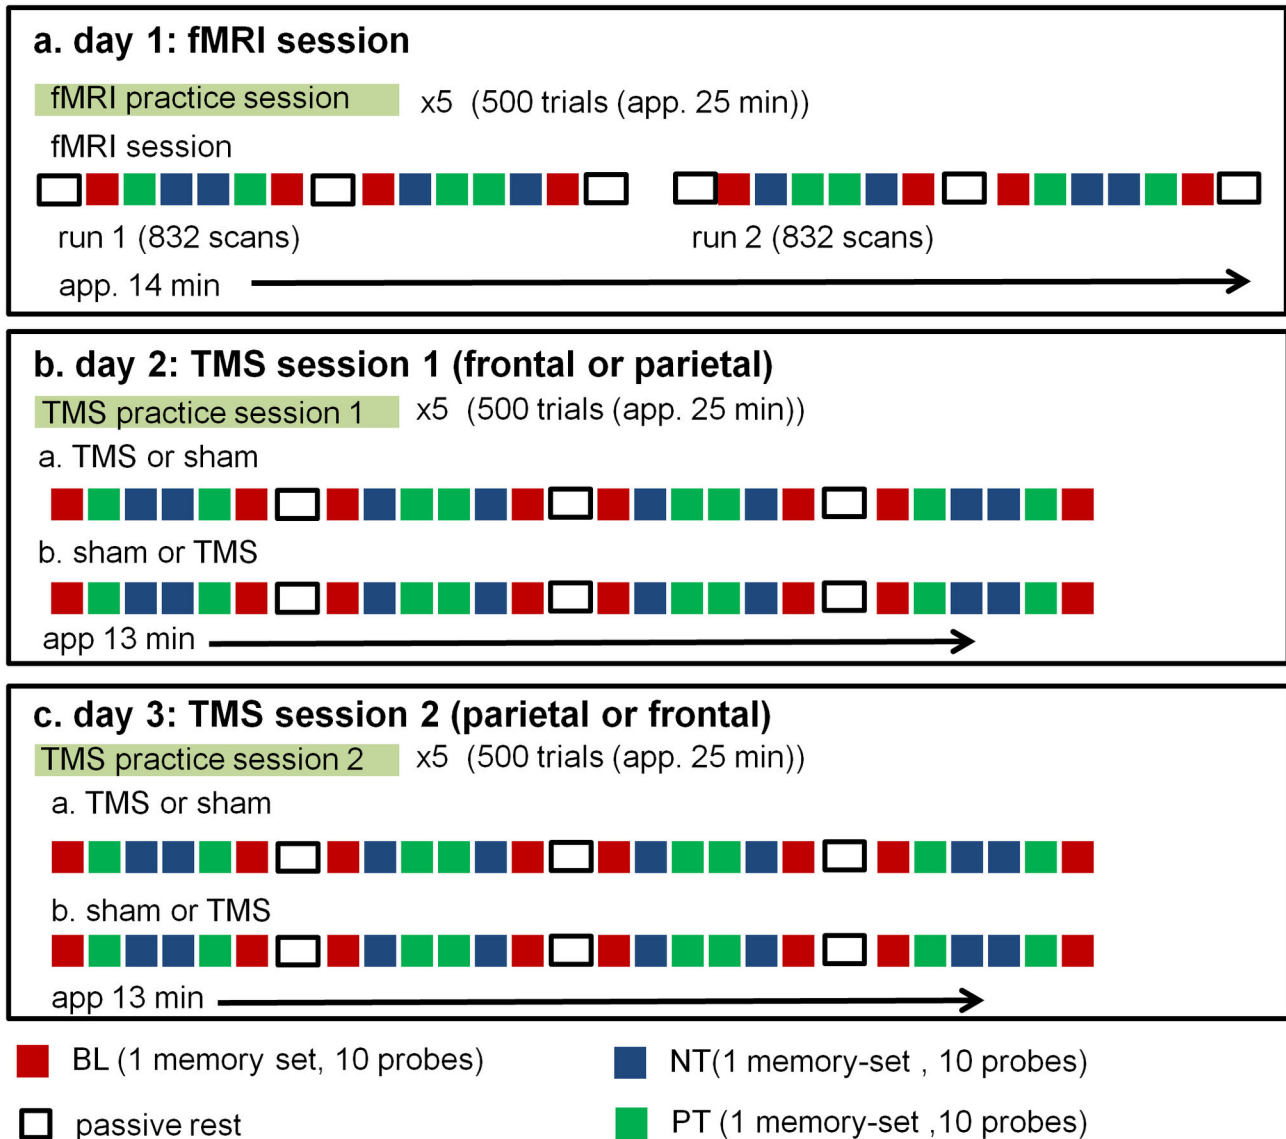 a. day 1: fMRI session
fMRI practice session x5 (500 trials (app. 25 min))
fMRI session
run 1 (832 scans) run 2 (832 scans)
app. 14 min
b. day 2: TMS session 1 (frontal or parietal)
TMS practice session 1 x5 (500 trials (app. 25 min))
a. TMS or sham
b. sham or TMS
app 13 min
c. day 3: TMS session 2 (parietal or frontal)
TMS practice session 2 x5 (500 trials (app. 25 min))
a. TMS or sham
b. sham or TMS
app 13 min
BL (1 memory set, 10 probes) NT(1 memory-set , 10 probes)
passive rest PT (1 memory-set ,10 probes)